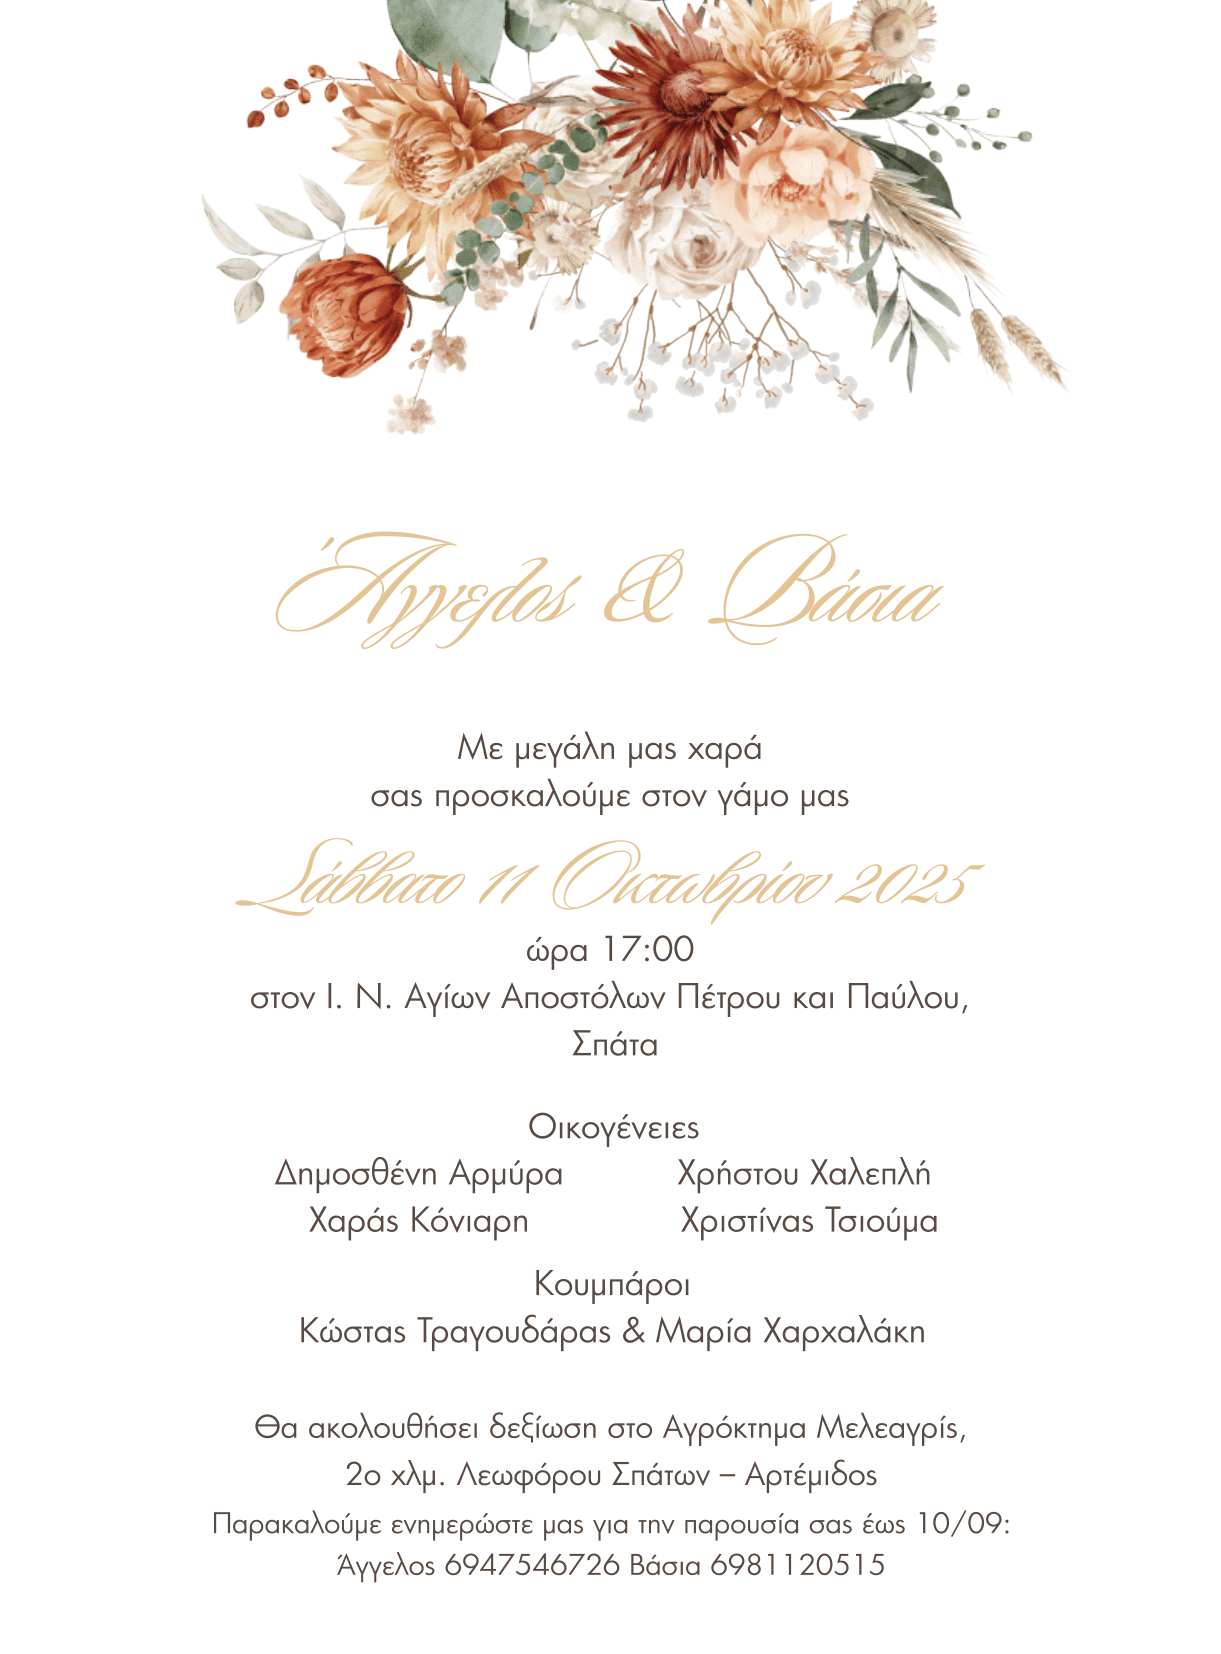 Άγγελος & Βάσια
Με μεγάλη μας χαρά
σας προσκαλούμε στον γάμο μας
Σάββατο 11 Οκτωβρίου 2025
ώρα 17:00
στον Ι. Ν. Αγίων Αποστόλων Πέτρου και Παύλου,
Σπάτα
Οικογένειες
Δημοσθένη Αρμύρα Χρήστου Χαλεπλή
Χαράς Κόνιαρη Χριστίνας Τσιούμα
Κουμπάροι
Κώστας Τραγουδάρας & Μαρία Χαρχαλάκη
Θα ακολουθήσει δεξίωση στο Αγρόκτημα Μελεαγρίς,
2ο χλμ. Λεωφόρου Σπάτων – Αρτέμιδος
Παρακαλούμε ενημερώστε μας για την παρουσία σας έως 10/09:
Άγγελος 6947546726 Βάσια 6981120515